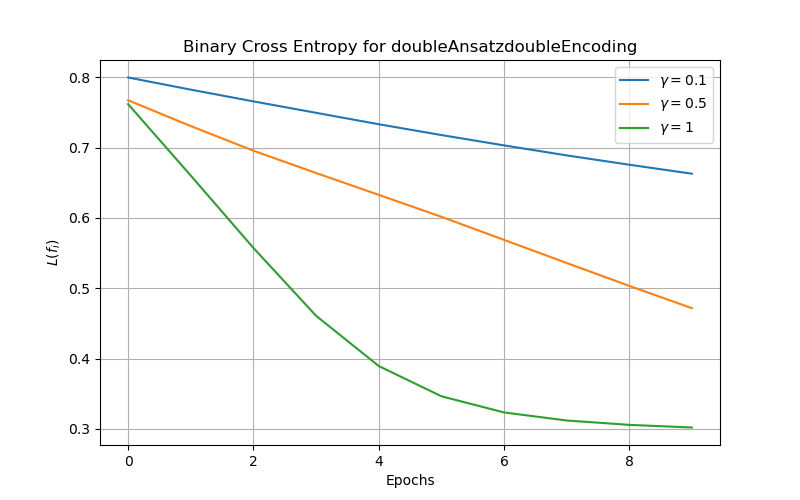 Binary Cross Entropy for doubleAnsatzdoubleEncoding
γ = 0.1
γ = 0.5
γ = 1
L(fᵢ)
0.8
0.7
0.6
0.5
0.4
0.3
0 2 4 6 8
Epochs